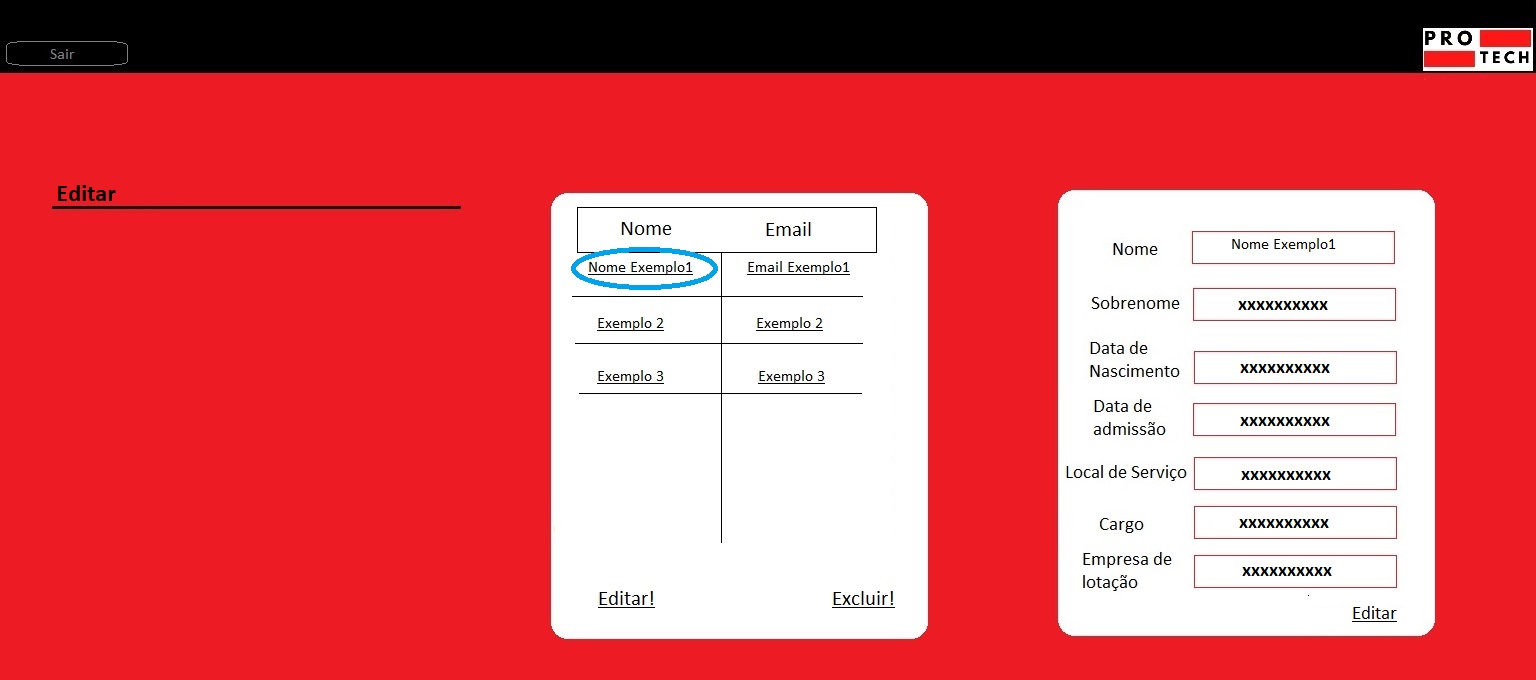 Sair
PRO
TECH
Editar
Nome Email
Nome Exemplo1 Email Exemplo1
Exemplo 2 Exemplo 2
Exemplo 3 Exemplo 3
Editar! Excluir!
Nome Nome Exemplo1
Sobrenome xxxxxxxxxx
Data de
Nascimento xxxxxxxxxx
Data de
admissão xxxxxxxxxx
Local de Serviço xxxxxxxxxx
Cargo xxxxxxxxxx
Empresa de
lotação xxxxxxxxxx
Editar